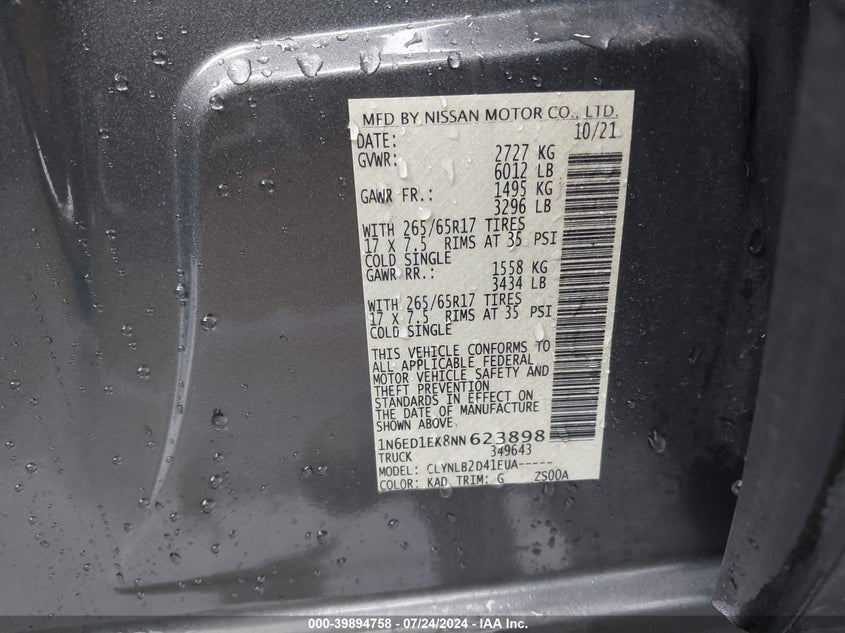 MFD BY NISSAN MOTOR CO., LTD.
DATE: 10/21
GVWR: 2727 KG
6012 LB
GAWR FR.: 1495 KG
3296 LB
WITH 265/65R17 TIRES
17 X 7.5 RIMS AT 35 PSI
COLD SINGLE
GAWR RR.: 1558 KG
3434 LB
WITH 265/65R17 TIRES
17 X 7.5 RIMS AT 35 PSI
COLD SINGLE
THIS VEHICLE CONFORMS TO
ALL APPLICABLE FEDERAL
MOTOR VEHICLE SAFETY AND
THEFT PREVENTION
STANDARDS IN EFFECT ON
THE DATE OF MANUFACTURE
SHOWN ABOVE.
1N6ED1EK8NN623898
TRUCK 349643
MODEL: CLYNLB2D41EUA-----
COLOR: KAD TRIM: G ZS00A
000-39894758 - 07/24/2024 - IAA Inc.